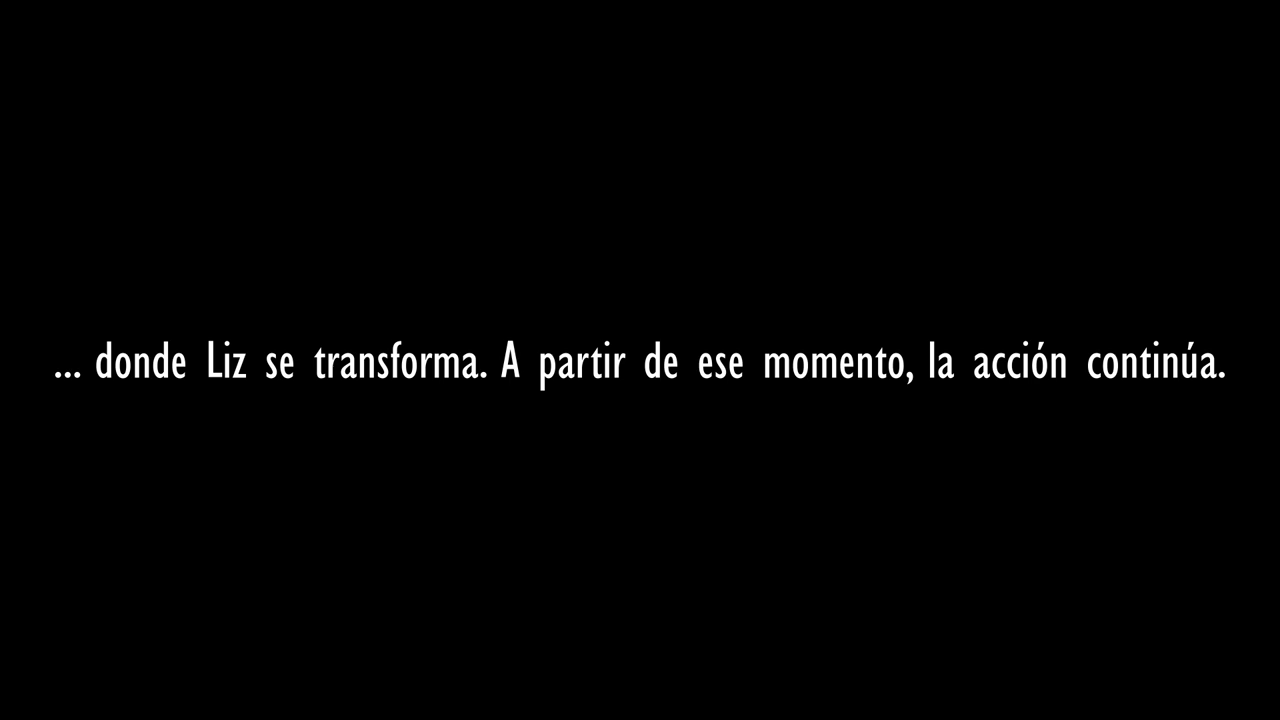 ... donde Liz se transforma. A partir de ese momento, la acción continúa.